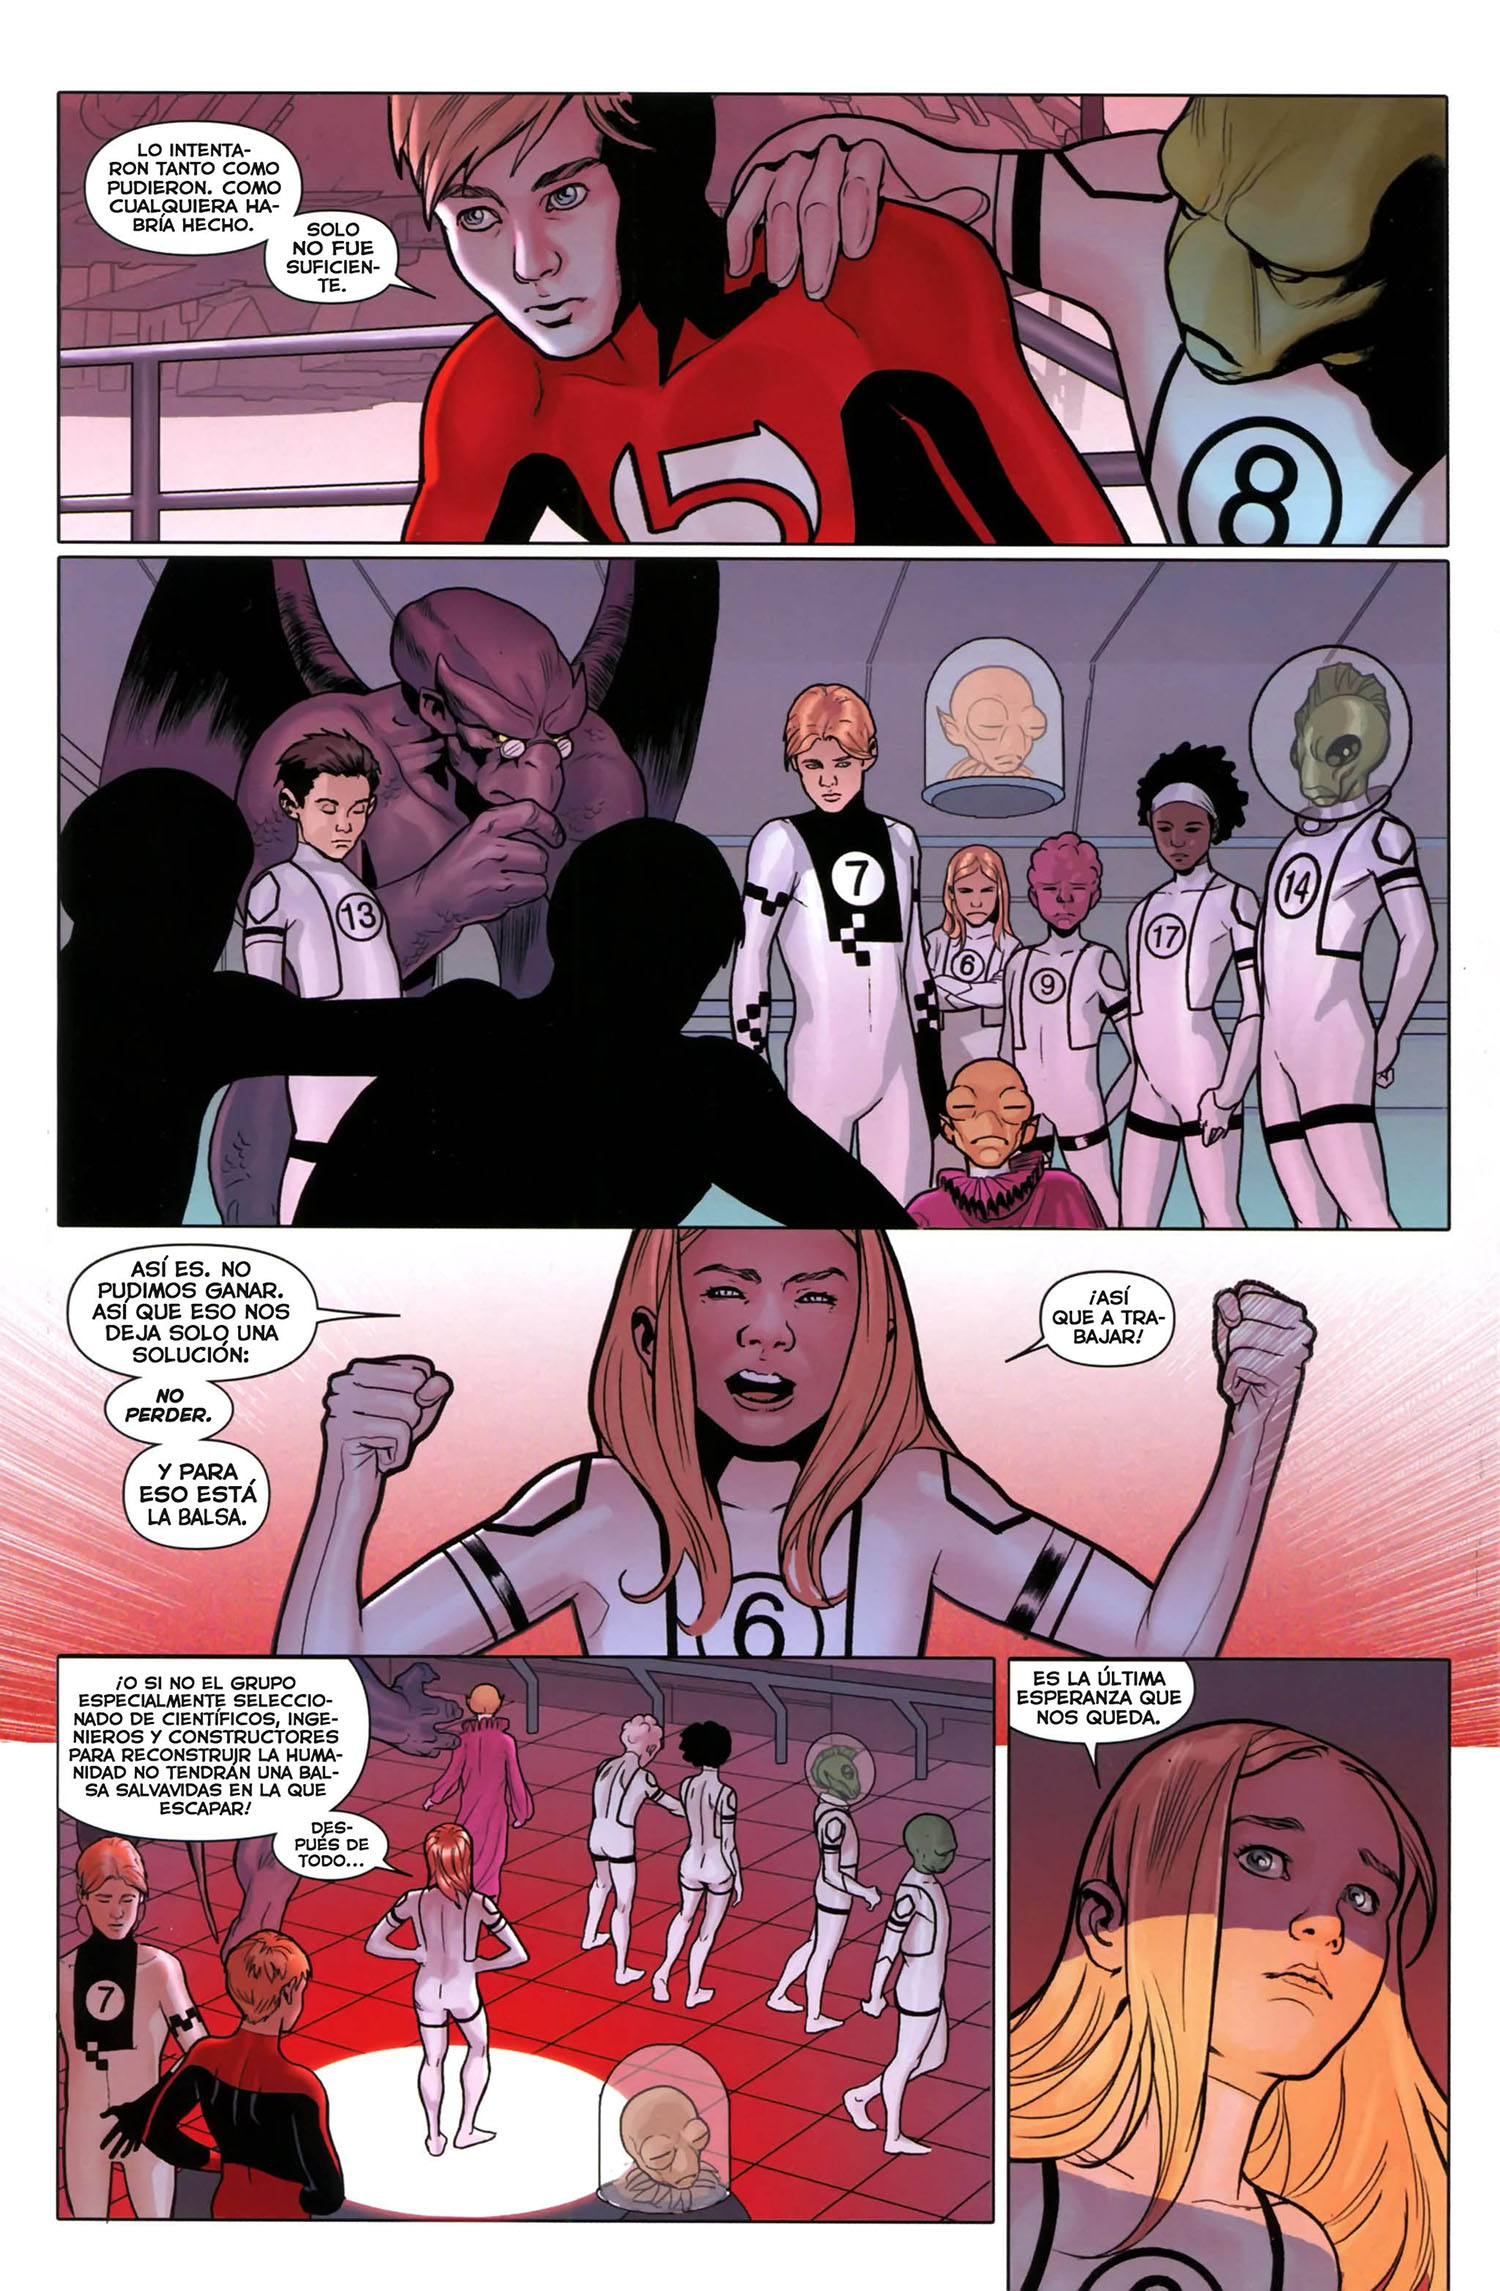 LO INTENTA-
RON TANTO COMO
PUDIERON. COMO
CUALQUIERA HA-
BRÍA HECHO.
SOLO
NO FUE
SUFICIEN-
TE.
5
8
13
7
6
9
17
14
ASÍ ES. NO
PUDIMOS GANAR.
ASÍ QUE ESO NOS
DEJA SOLO UNA
SOLUCIÓN:
NO
PERDER.
Y PARA
ESO ESTÁ
LA BALSA.
¡ASÍ
QUE A TRA-
BAJAR!
6
¡O SI NO EL GRUPO
ESPECIALMENTE SELECCIO-
NADO DE CIENTÍFICOS, INGE-
NIEROS Y CONSTRUCTORES
PARA RECONSTRUIR LA HUMA-
NIDAD NO TENDRÁN UNA BAL-
SA SALVAVIDAS EN LA QUE
ESCAPAR!
DES-
PUÉS DE
TODO...
7
ES LA ÚLTIMA
ESPERANZA QUE
NOS QUEDA.